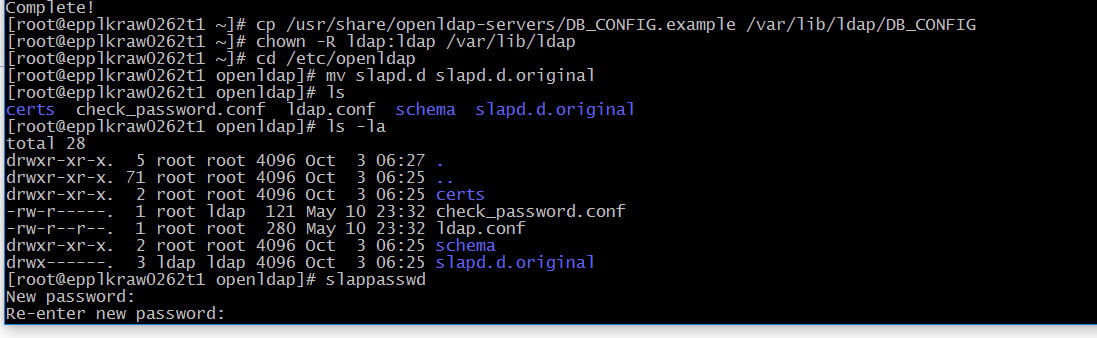 Complete!
[root@epplkraw0262t1 ~]# cp /usr/share/openldap-servers/DB_CONFIG.example /var/lib/ldap/DB_CONFIG
[root@epplkraw0262t1 ~]# chown -R ldap:ldap /var/lib/ldap
[root@epplkraw0262t1 ~]# cd /etc/openldap
[root@epplkraw0262t1 openldap]# mv slapd.d slapd.d.original
[root@epplkraw0262t1 openldap]# ls
certs  check_password.conf  ldap.conf  schema  slapd.d.original
[root@epplkraw0262t1 openldap]# ls -la
total 28
drwxr-xr-x.  5 root root 4096 Oct  3 06:27 .
drwxr-xr-x. 71 root root 4096 Oct  3 06:25 ..
drwxr-xr-x.  2 root root 4096 Oct  3 06:25 certs
-rw-r-----.  1 root ldap  121 May 10 23:32 check_password.conf
-rw-r--r--.  1 root root  280 May 10 23:32 ldap.conf
drwxr-xr-x.  2 root root 4096 Oct  3 06:25 schema
drwx------.  3 ldap ldap 4096 Oct  3 06:25 slapd.d.original
[root@epplkraw0262t1 openldap]# slappasswd
New password:
Re-enter new password: